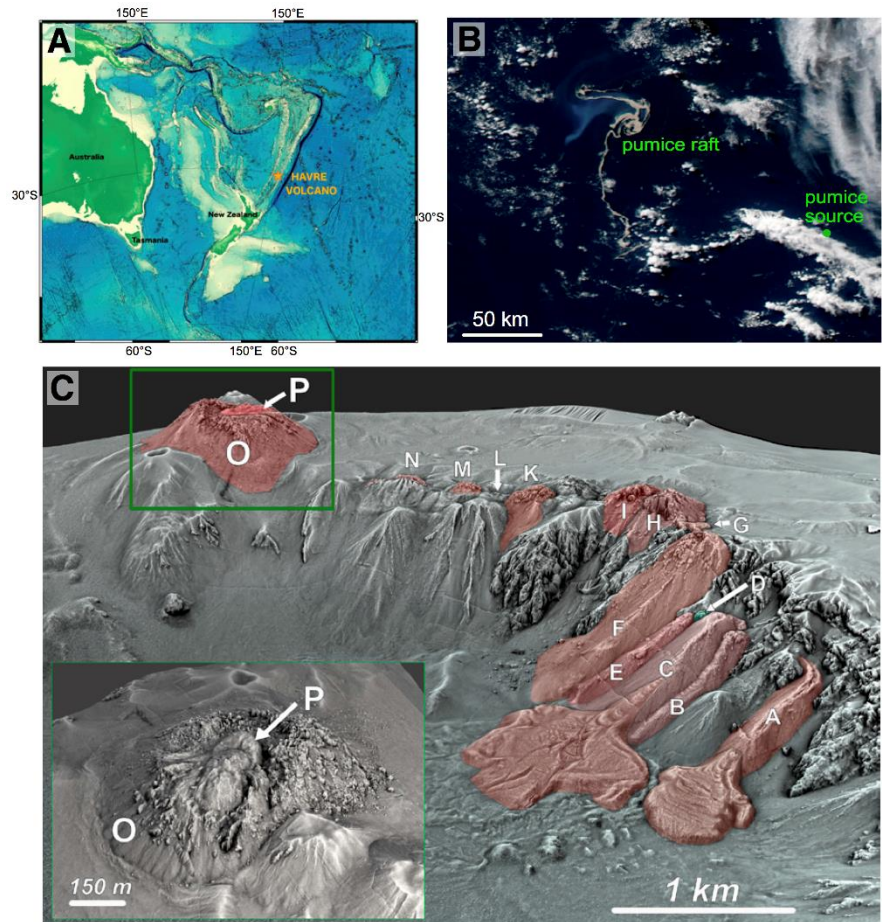 150°E 150°E
A
Australia
HAVRE
VOLCANO
30°S
New Zealand
30°S
Tasmania
60°S 150°E 60°S
B
pumice raft
pumice
source
50 km
C
P
O
N M L K
I H G
D
F
E C
B A
P
O
150 m
1 km